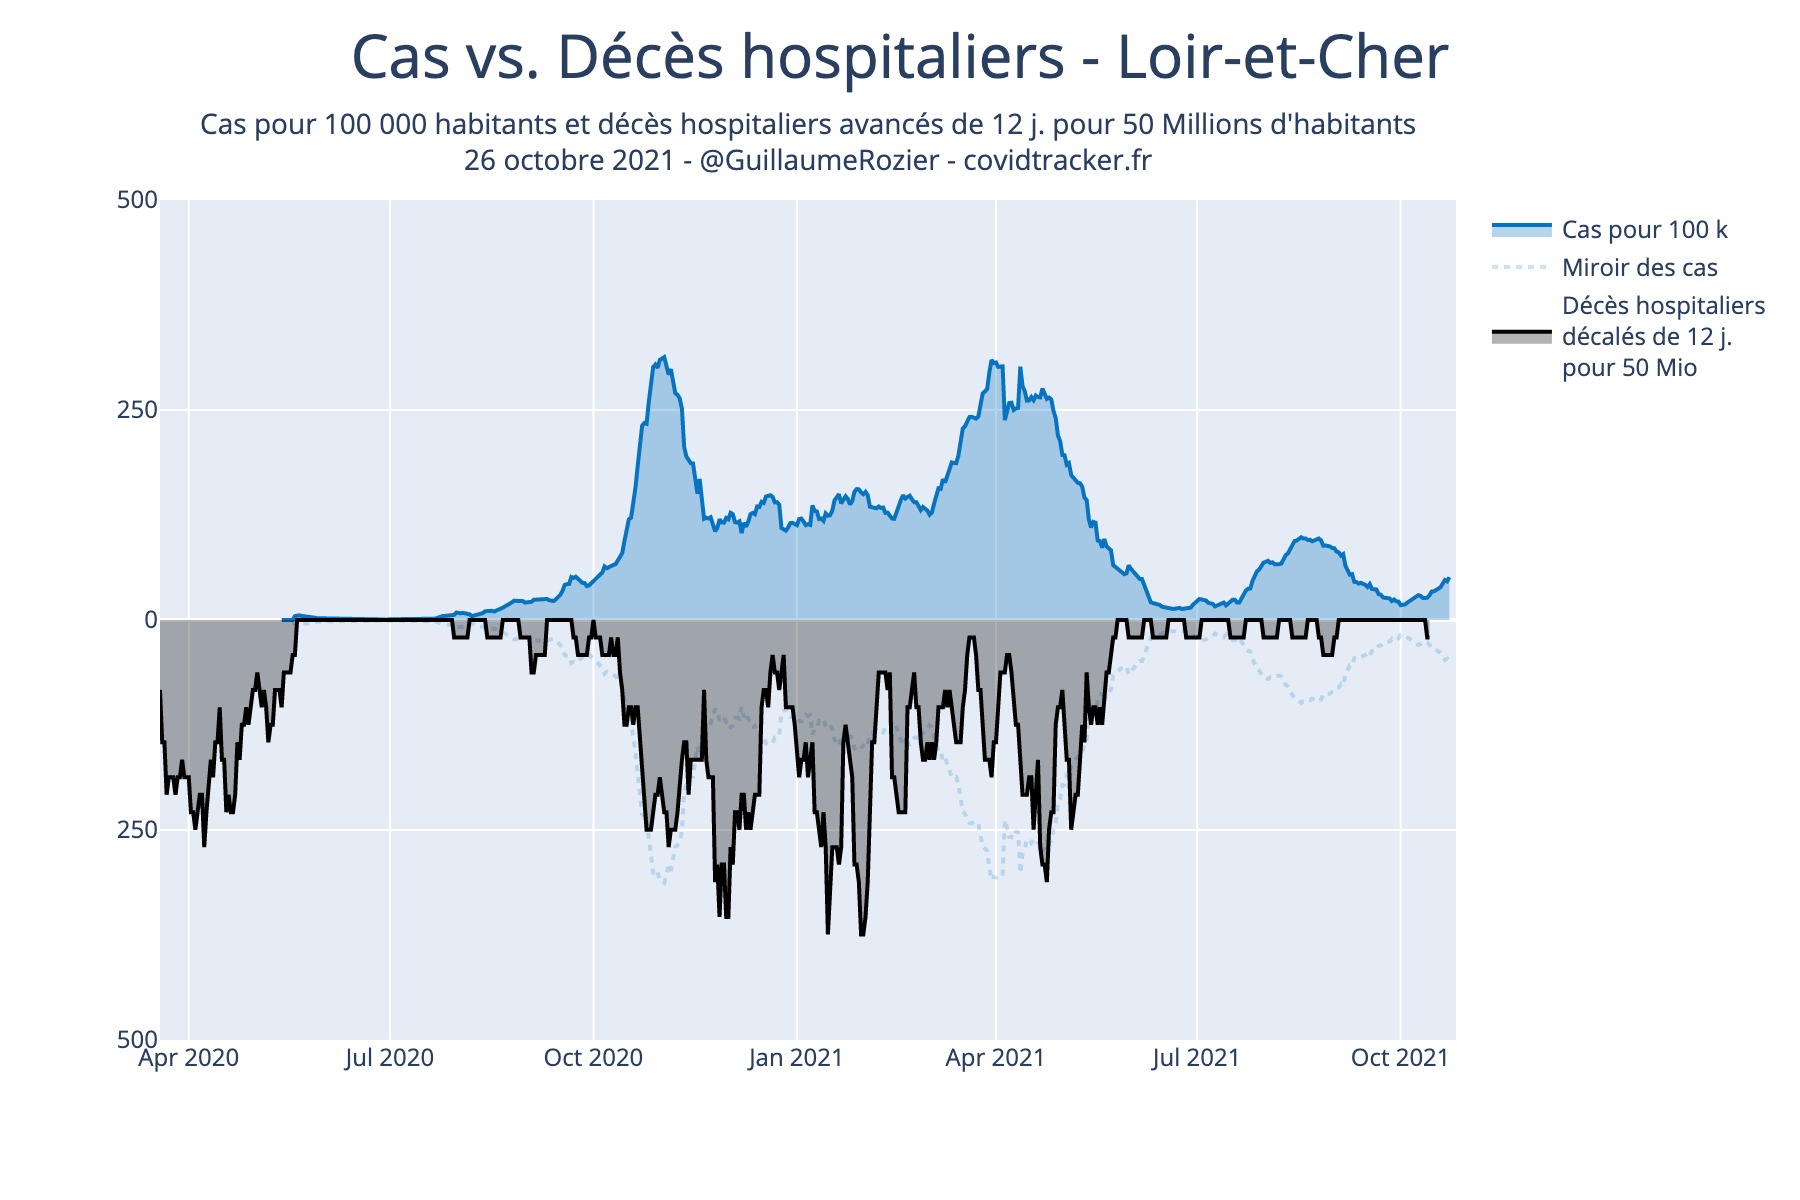 Cas vs. Décès hospitaliers - Loir-et-Cher
Cas pour 100 000 habitants et décès hospitaliers avancés de 12 j. pour 50 Millions d'habitants
26 octobre 2021 - @GuillaumeRozier - covidtracker.fr
500
250
0
250
500
Apr 2020
Jul 2020
Oct 2020
Jan 2021
Apr 2021
Jul 2021
Oct 2021
Cas pour 100 k
Miroir des cas
Décès hospitaliers
décalés de 12 j.
pour 50 Mio